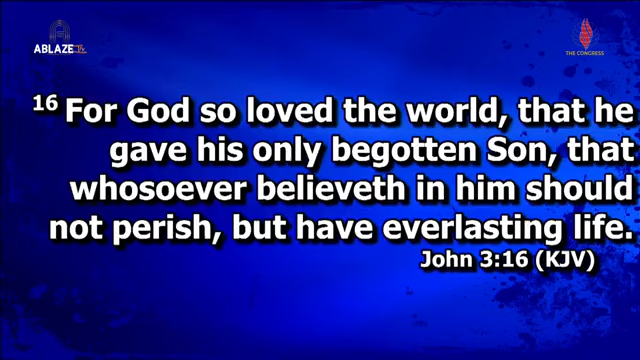 ABLAZE TV
THE CONGRESS
16 For God so loved the world, that he
gave his only begotten Son, that
whosoever believeth in him should
not perish, but have everlasting life.
John 3:16 (KJV)